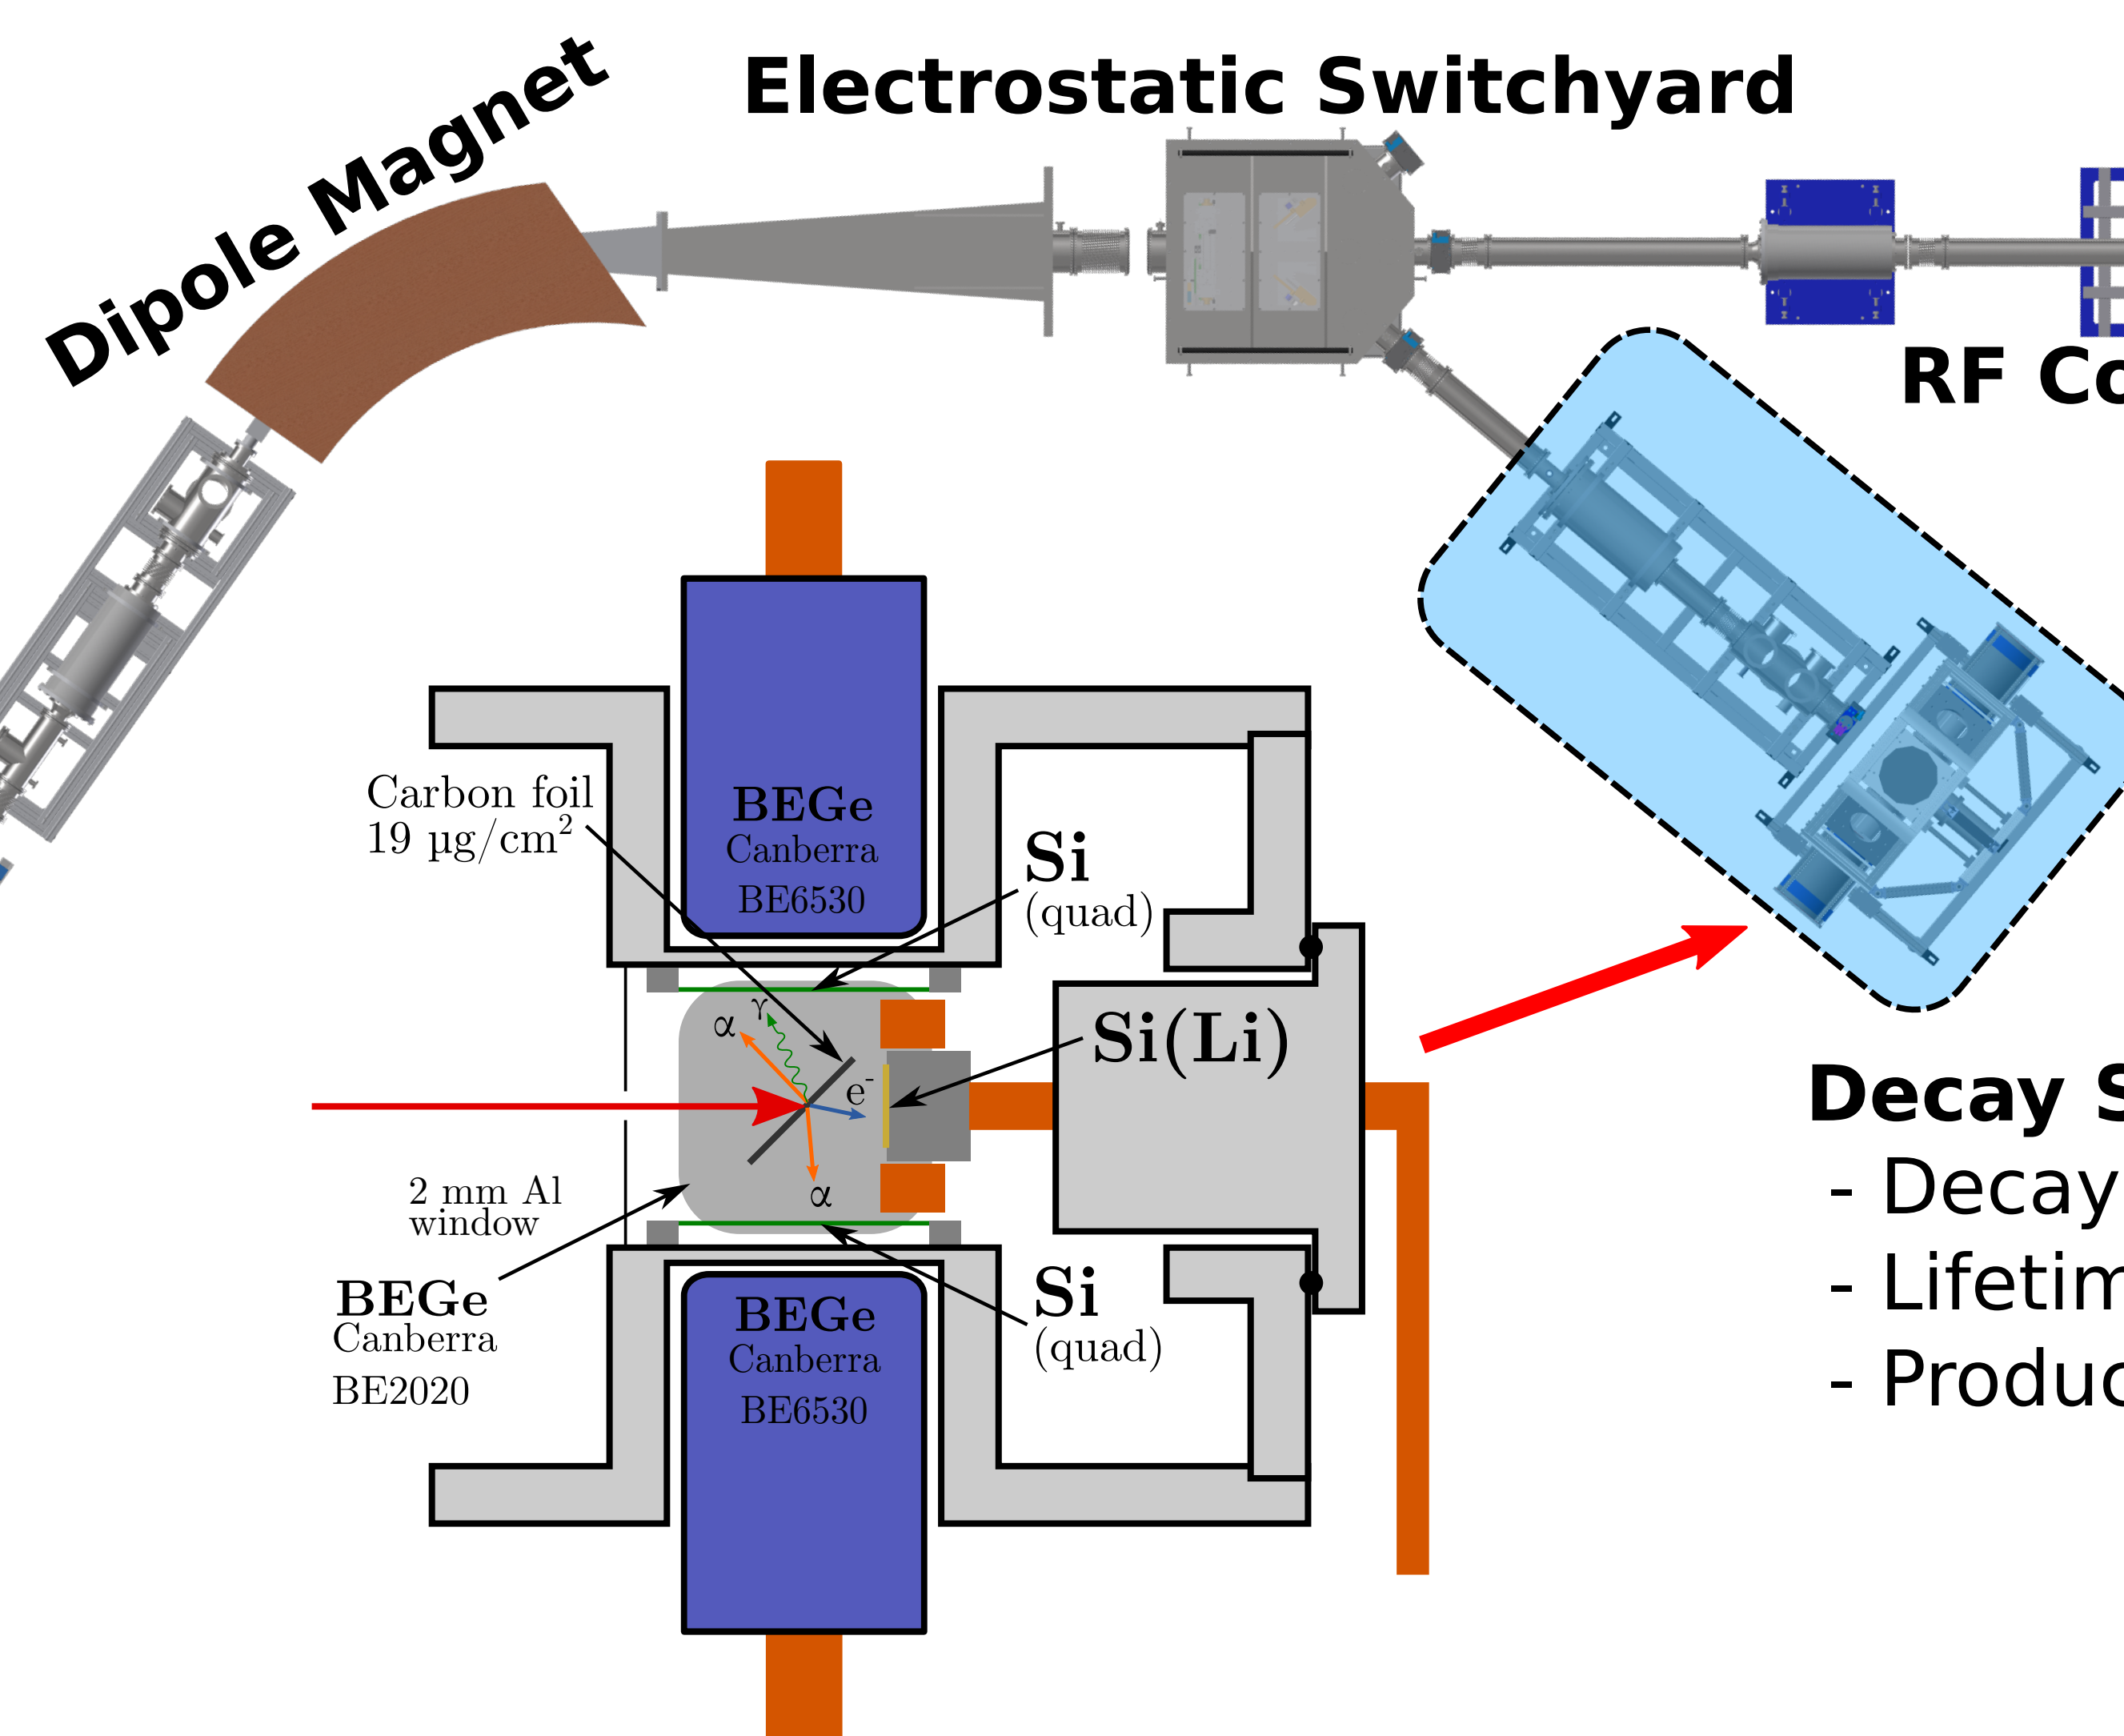 Electrostatic Switchyard
Dipole Magnet
RF Co
Carbon foil
19 µg/cm²
BEGe
Canberra
BE6530
Si
(quad)
γ
α
e⁻
Si(Li)
α
2 mm Al
window
BEGe
Canberra
BE2020
BEGe
Canberra
BE6530
Si
(quad)
Decay S
- Decay
- Lifetim
- Produc